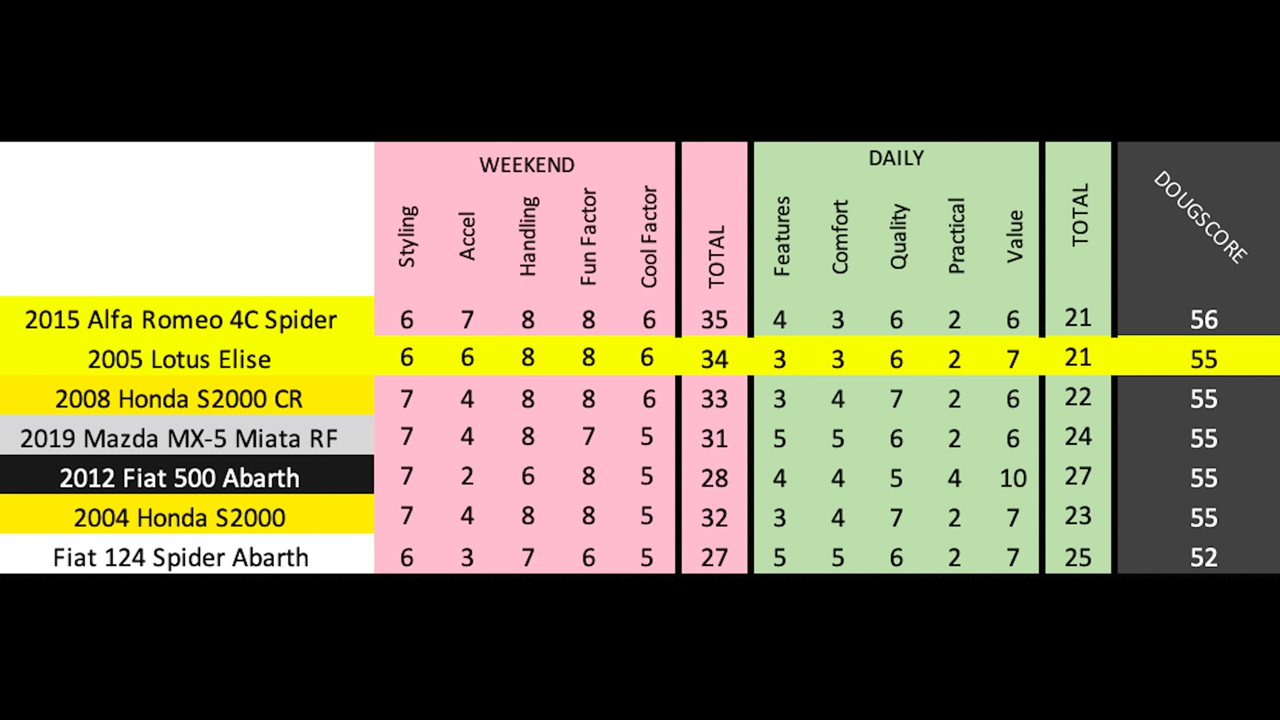 WEEKEND DAILY
Styling Accel Handling Fun Factor Cool Factor TOTAL Features Comfort Quality Practical Value TOTAL DOUGSCORE
2015 Alfa Romeo 4C Spider 6 7 8 8 6 35 4 3 6 2 6 21 56
2005 Lotus Elise 6 6 8 8 6 34 3 3 6 2 7 21 55
2008 Honda S2000 CR 7 4 8 8 6 33 3 4 7 2 6 22 55
2019 Mazda MX-5 Miata RF 7 4 8 7 5 31 5 5 6 2 6 24 55
2012 Fiat 500 Abarth 7 2 6 8 5 28 4 4 5 4 10 27 55
2004 Honda S2000 7 4 8 8 5 32 3 4 7 2 7 23 55
Fiat 124 Spider Abarth 6 3 7 6 5 27 5 5 6 2 7 25 52